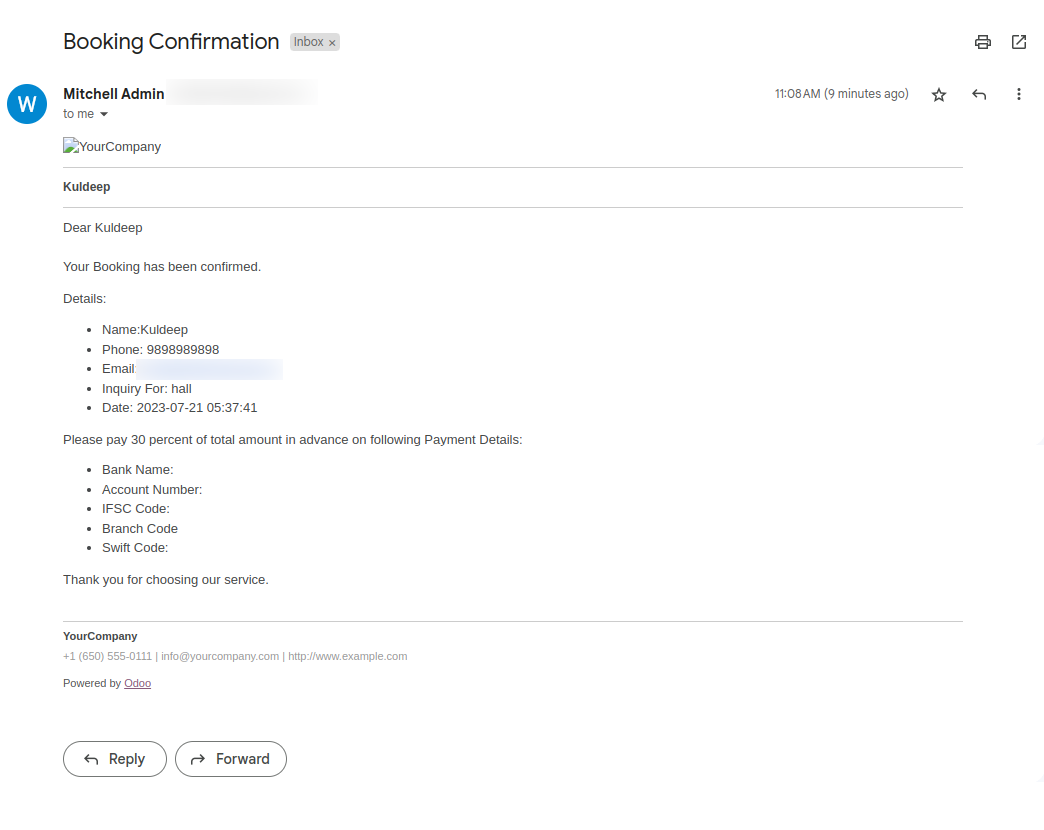 Booking Confirmation Inbox ×
W
Mitchell Admin 11:08 AM (9 minutes ago)
to me
YourCompany
Kuldeep
Dear Kuldeep
Your Booking has been confirmed.
Details:
• Name:Kuldeep
• Phone: 9898989898
• Email:
• Inquiry For: hall
• Date: 2023-07-21 05:37:41
Please pay 30 percent of total amount in advance on following Payment Details:
• Bank Name:
• Account Number:
• IFSC Code:
• Branch Code
• Swift Code:
Thank you for choosing our service.
YourCompany
+1 (650) 555-0111 | info@yourcompany.com | http://www.example.com
Powered by Odoo
Reply Forward